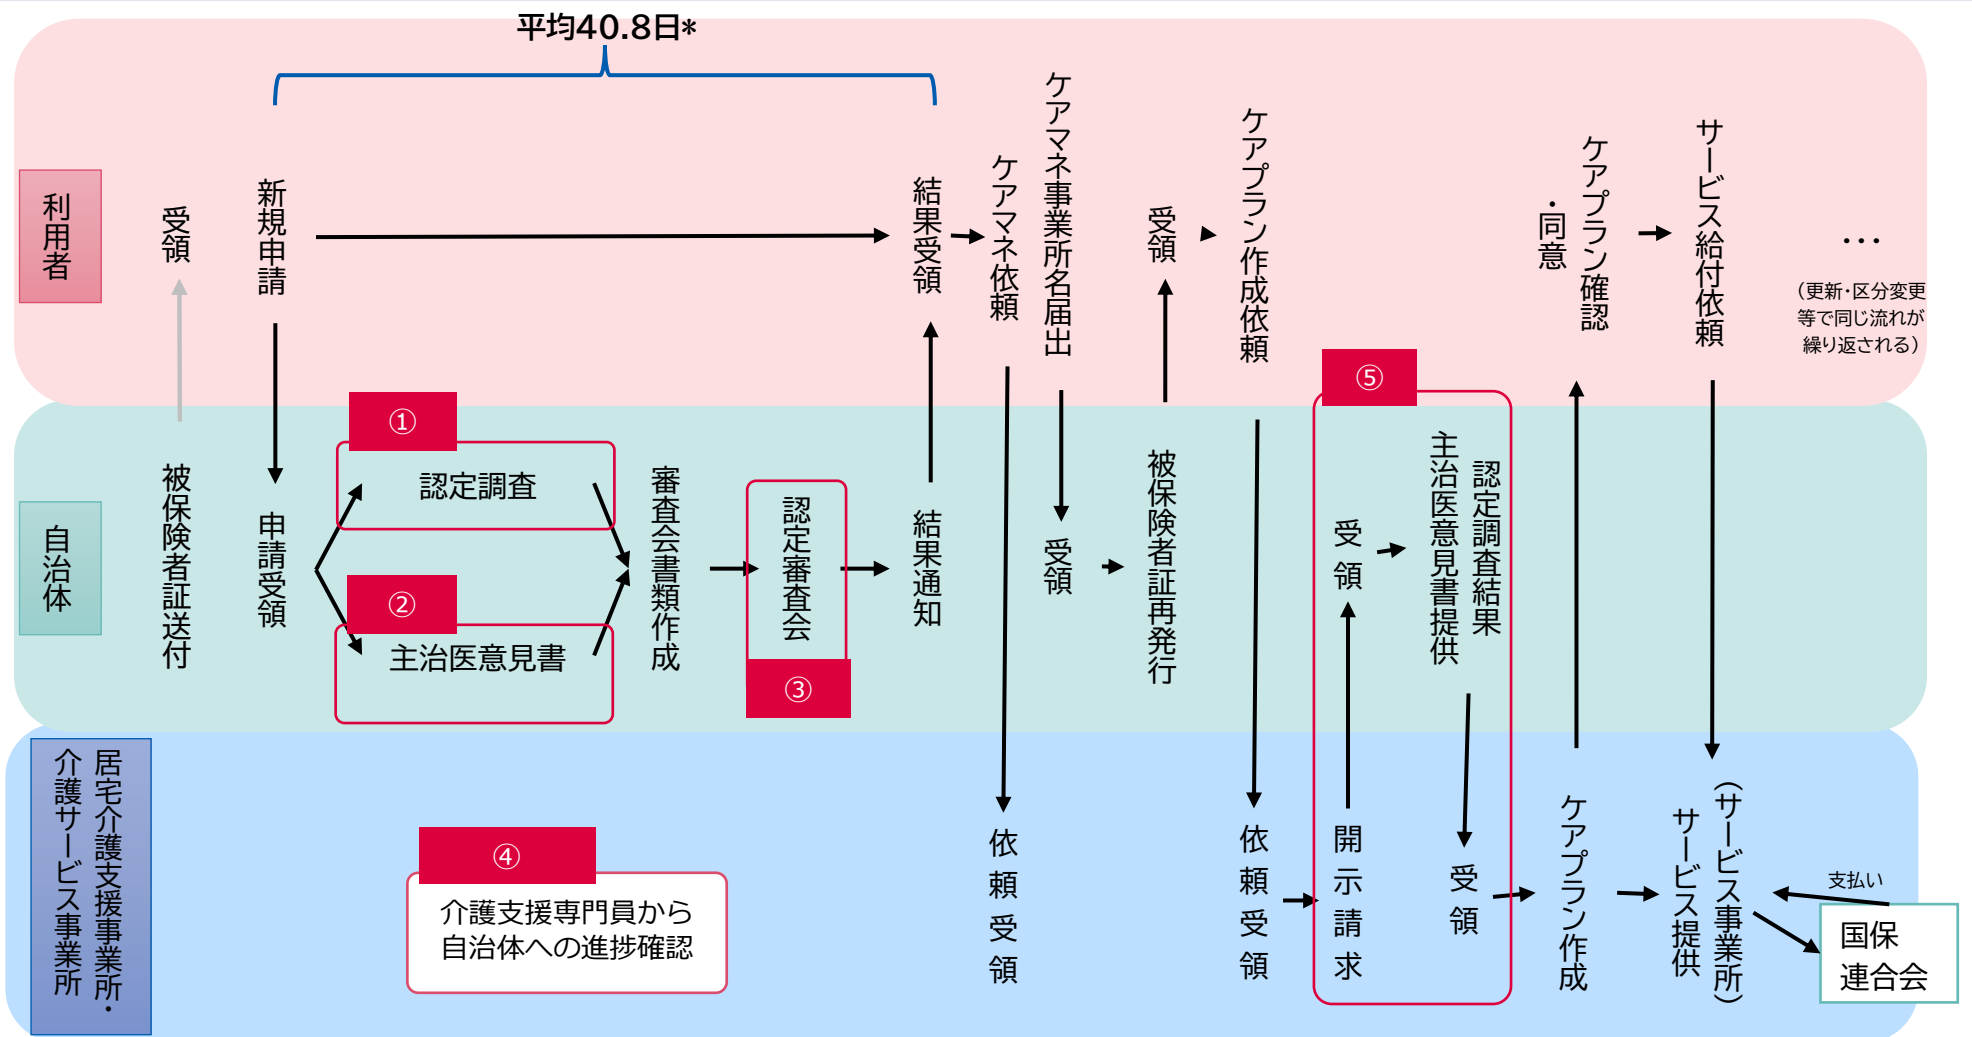 平均40.8日*
利用者
受領
新規申請
結果受領
ケアマネ依頼
ケアマネ事業所名届出
受領
ケアプラン作成依頼
ケアプラン確認
・同意
サービス給付依頼
…
（更新・区分変更
等で同じ流れが
繰り返される）
自治体
被保険者証送付
申請受領
①
認定調査
②
主治医意見書
審査会書類作成
認定審査会
③
結果通知
受領
被保険者証再発行
⑤
受領
認定調査結果
主治医意見書提供
居宅介護支援事業所・
介護サービス事業所
④
介護支援専門員から
自治体への進捗確認
依頼受領
依頼受領
開示請求
受領
ケアプラン作成
（サービス事業所）
サービス提供
支払い
国保
連合会